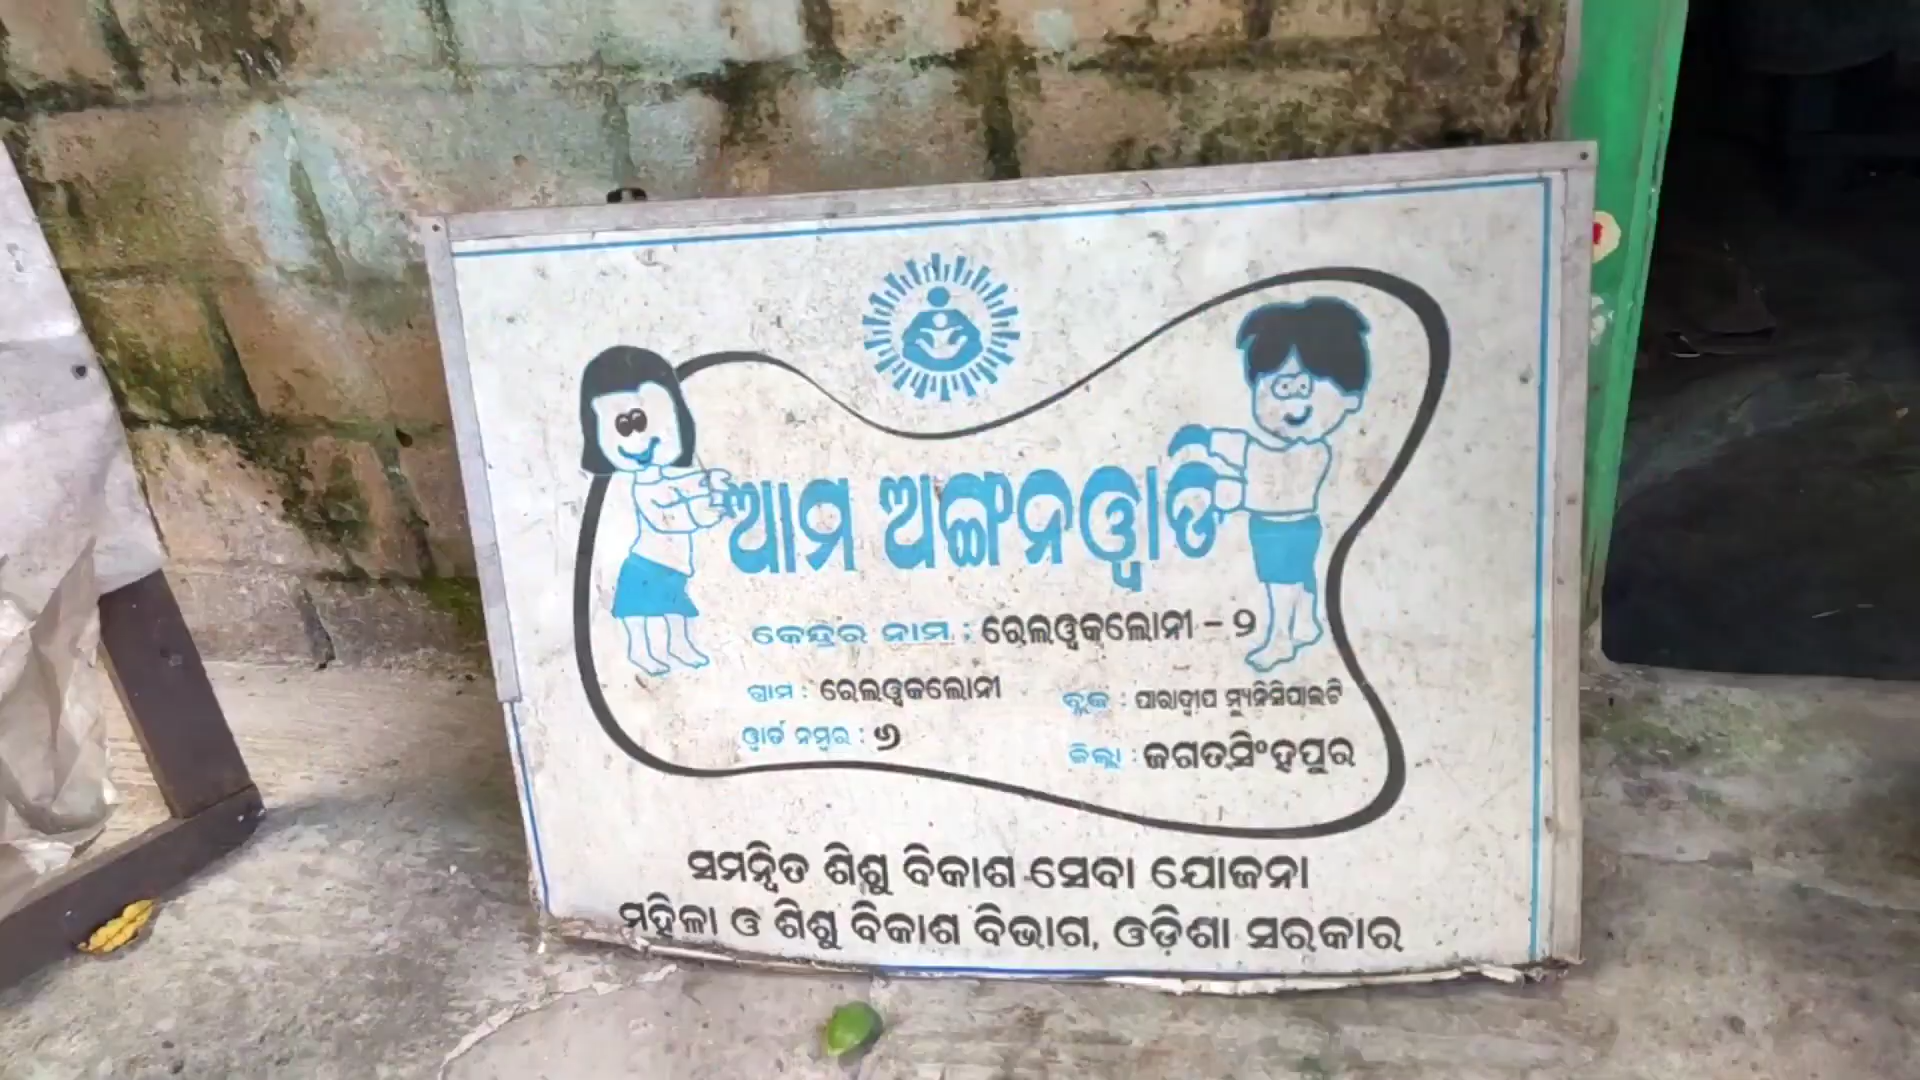 ଆମ ଅଙ୍ଗନୱାଡି
କେନ୍ଦ୍ରର ନାମ : ରେଲୱେକଲୋନୀ - ୨
ଗ୍ରାମ : ରେଲୱେକଲୋନୀ
ବ୍ଲକ : ପାରାଦ୍ୱୀପ ମ୍ୟୁନିସିପାଲଟି
ୱାର୍ଡ ନମ୍ବର : ୬
ଜିଲ୍ଲା : ଜଗତସିଂହପୁର
ସମନ୍ୱିତ ଶିଶୁ ବିକାଶ ସେବା ଯୋଜନା
ମହିଳା ଓ ଶିଶୁ ବିକାଶ ବିଭାଗ, ଓଡ଼ିଶା ସରକାର